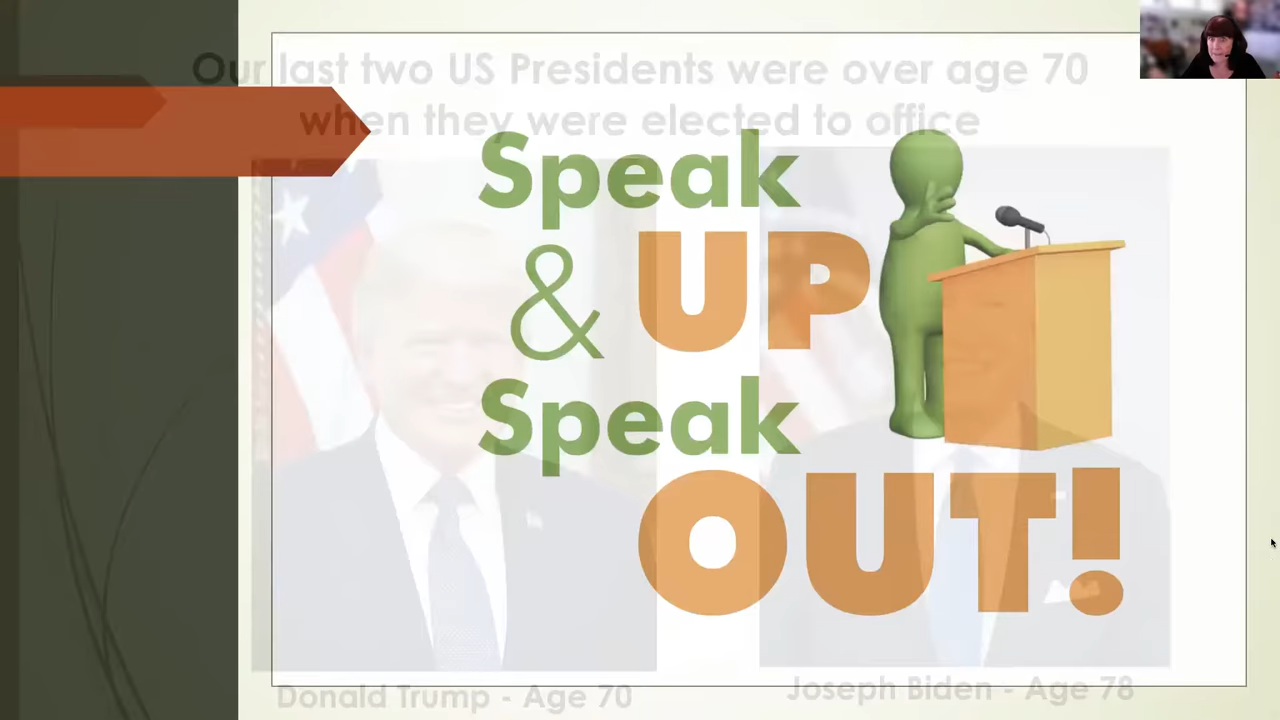 Our last two US Presidents were over age 70
when they were elected to office
Speak
& UP
Speak
OUT!
Donald Trump - Age 70
Joseph Biden - Age 78